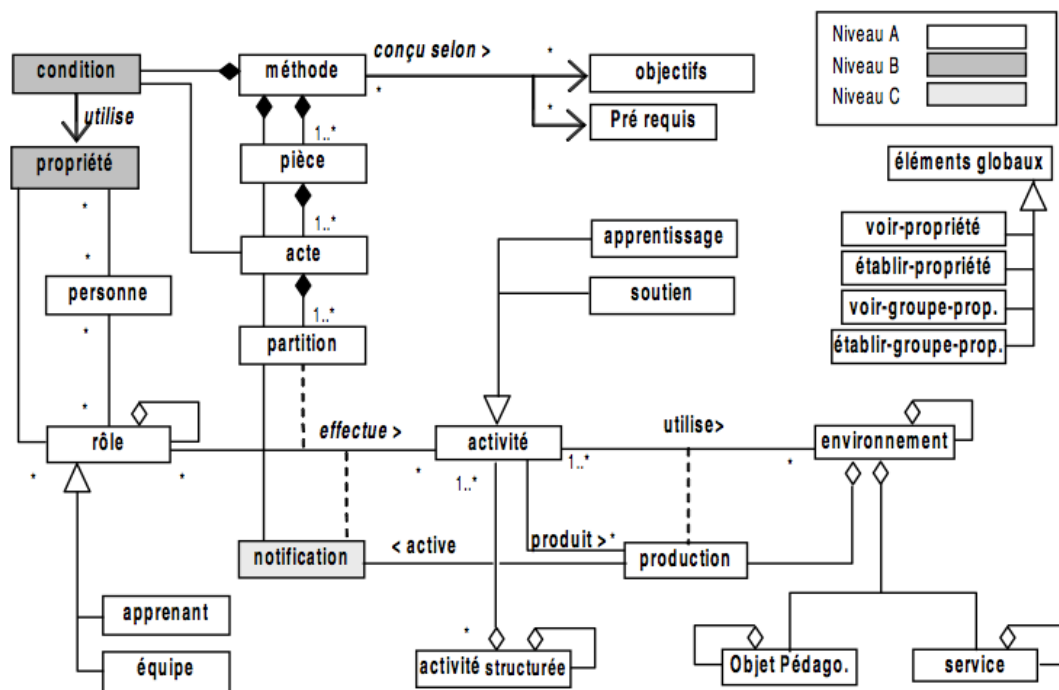 conçu selon >
Niveau A
condition
méthode
*
objectifs
*
Niveau B
Niveau C
utilise
*
Pré requis
1..*
propriété
pièce
éléments globaux
*
1..*
voir-propriété
apprentissage
acte
établir-propriété
*
personne
soutien
voir-groupe-prop.
*
1..*
partition
établir-groupe-prop.
*
rôle
effectue >
activité
utilise>
environnement
*
*
*
1..*
*
1..*
notification
< active
produit >*
production
apprenant
*
équipe
activité structurée
Objet Pédago.
service